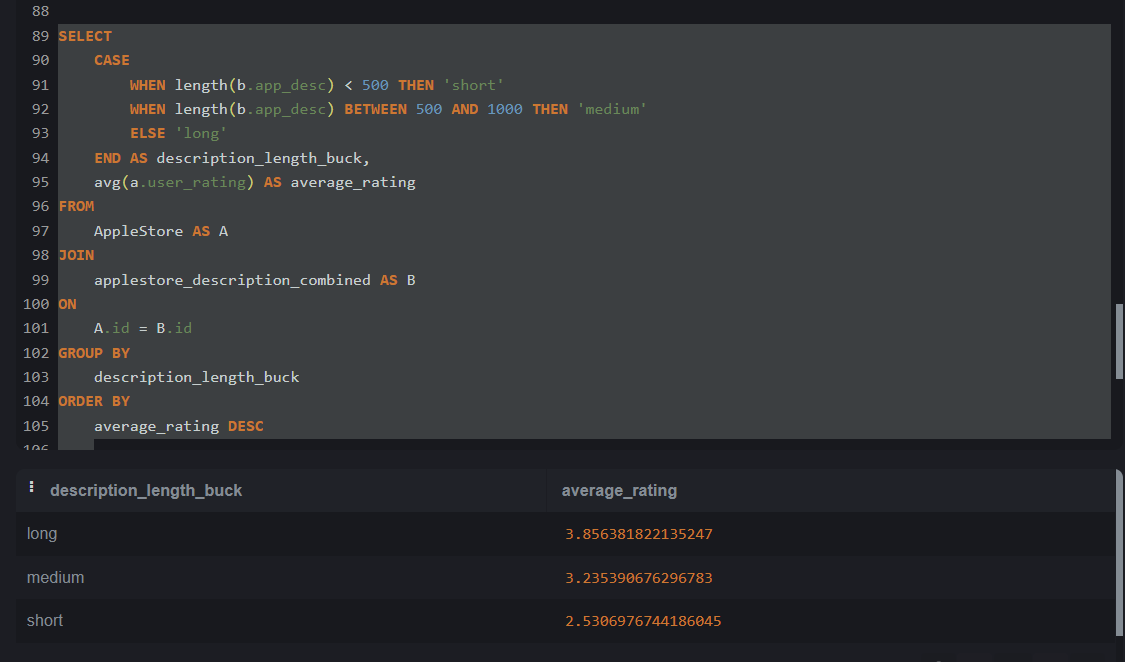 88
89 SELECT
90 CASE
91 WHEN length(b.app_desc) < 500 THEN 'short'
92 WHEN length(b.app_desc) BETWEEN 500 AND 1000 THEN 'medium'
93 ELSE 'long'
94 END AS description_length_buck,
95 avg(a.user_rating) AS average_rating
96 FROM
97 AppleStore AS A
98 JOIN
99 applestore_description_combined AS B
100 ON
101 A.id = B.id
102 GROUP BY
103 description_length_buck
104 ORDER BY
105 average_rating DESC
106
description_length_buck average_rating
long 3.856381822135247
medium 3.235390676296783
short 2.5306976744186045